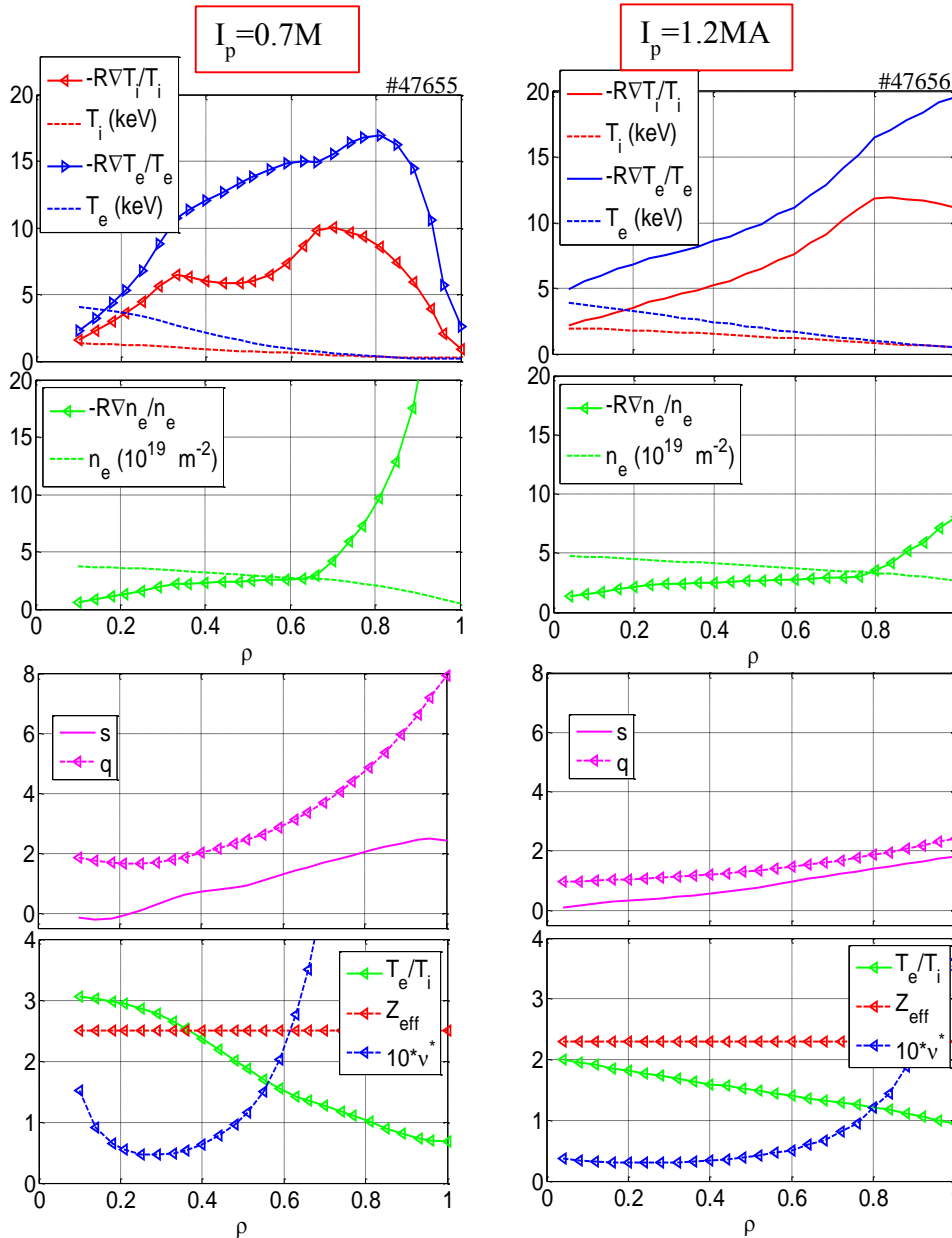 I_p=0.7M
I_p=1.2MA
#47655
-R∇T_i/T_i
T_i (keV)
-R∇T_e/T_e
T_e (keV)
20
15
10
5
0
#47656
-R∇T_i/T_i
T_i (keV)
-R∇T_e/T_e
T_e (keV)
20
15
10
5
0
-R∇n_e/n_e
n_e (10^19 m^-2)
20
15
10
5
0
0 0.2 0.4 0.6 0.8 1
ρ
-R∇n_e/n_e
n_e (10^19 m^-2)
20
15
10
5
0
0 0.2 0.4 0.6 0.8
ρ
s
q
8
6
4
2
0
s
q
8
6
4
2
0
T_e/T_i
Z_eff
10*ν^*
4
3
2
1
0
0 0.2 0.4 0.6 0.8 1
ρ
T_e/T_i
Z_eff
10*ν^*
4
3
2
1
0
0 0.2 0.4 0.6 0.8 1
ρ